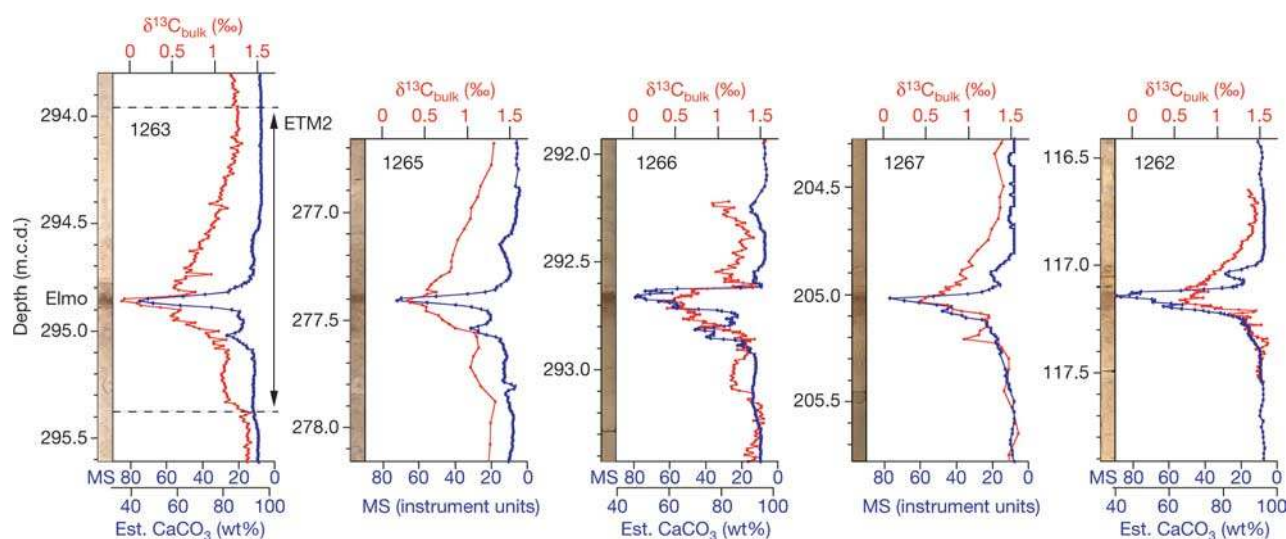 δ¹³C_bulk (‰)
0 0.5 1 1.5
294.0
1263
ETM2
294.5
Depth (m.c.d.)
Elmo
295.0
295.5
MS 80 60 40 20 0
40 60 80 100
Est. CaCO₃ (wt%)
δ¹³C_bulk (‰)
0 0.5 1 1.5
1265
277.0
277.5
278.0
80 60 40 20 0
MS (instrument units)
δ¹³C_bulk (‰)
0 0.5 1 1.5
292.0
1266
292.5
293.0
MS 80 60 40 20 0
40 60 80 100
Est. CaCO₃ (wt%)
δ¹³C_bulk (‰)
0 0.5 1 1.5
1267
204.5
205.0
205.5
80 60 40 20 0
MS (instrument units)
δ¹³C_bulk (‰)
0 0.5 1 1.5
116.5
1262
117.0
117.5
MS 80 60 40 20 0
40 60 80 100
Est. CaCO₃ (wt%)